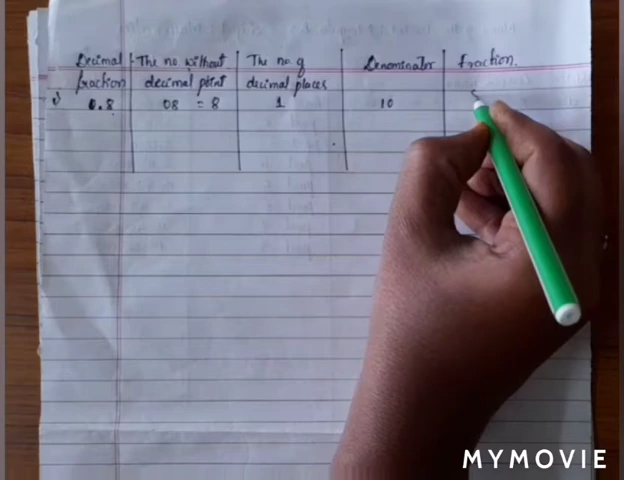 Decimal The no without The no. of Denominator Fraction.
fraction decimal point decimal places
0.8 08 = 8 1 10
MYMOVIE